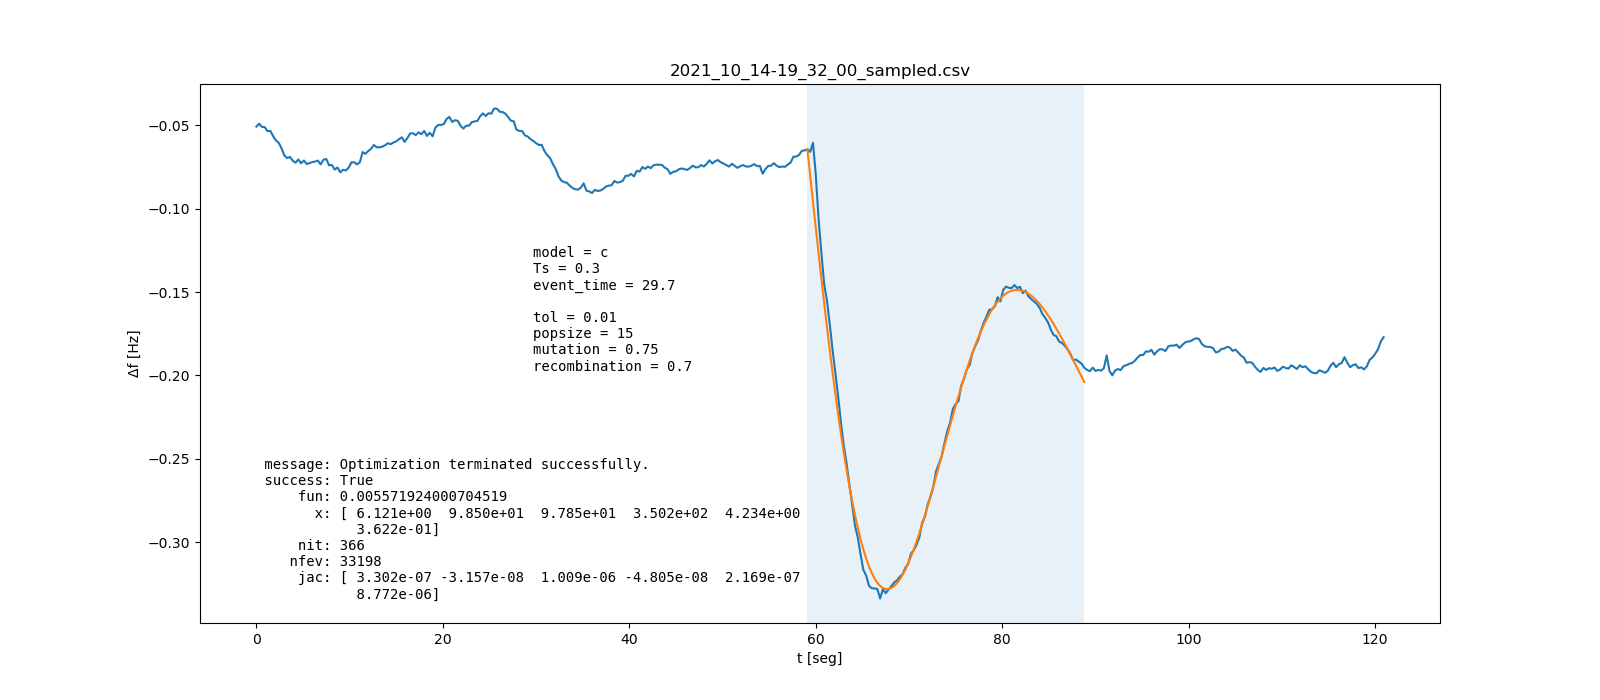 2021_10_14-19_32_00_sampled.csv
−0.05
−0.10
−0.15
−0.20
−0.25
−0.30
Δf [Hz]
model = c
Ts = 0.3
event_time = 29.7
tol = 0.01
popsize = 15
mutation = 0.75
recombination = 0.7
message: Optimization terminated successfully.
success: True
fun: 0.005571924000704519
x: [ 6.121e+00 9.850e+01 9.785e+01 3.502e+02 4.234e+00
3.622e-01]
nit: 366
nfev: 33198
jac: [ 3.302e-07 -3.157e-08 1.009e-06 -4.805e-08 2.169e-07
8.772e-06]
0 20 40 60 80 100 120
t [seg]